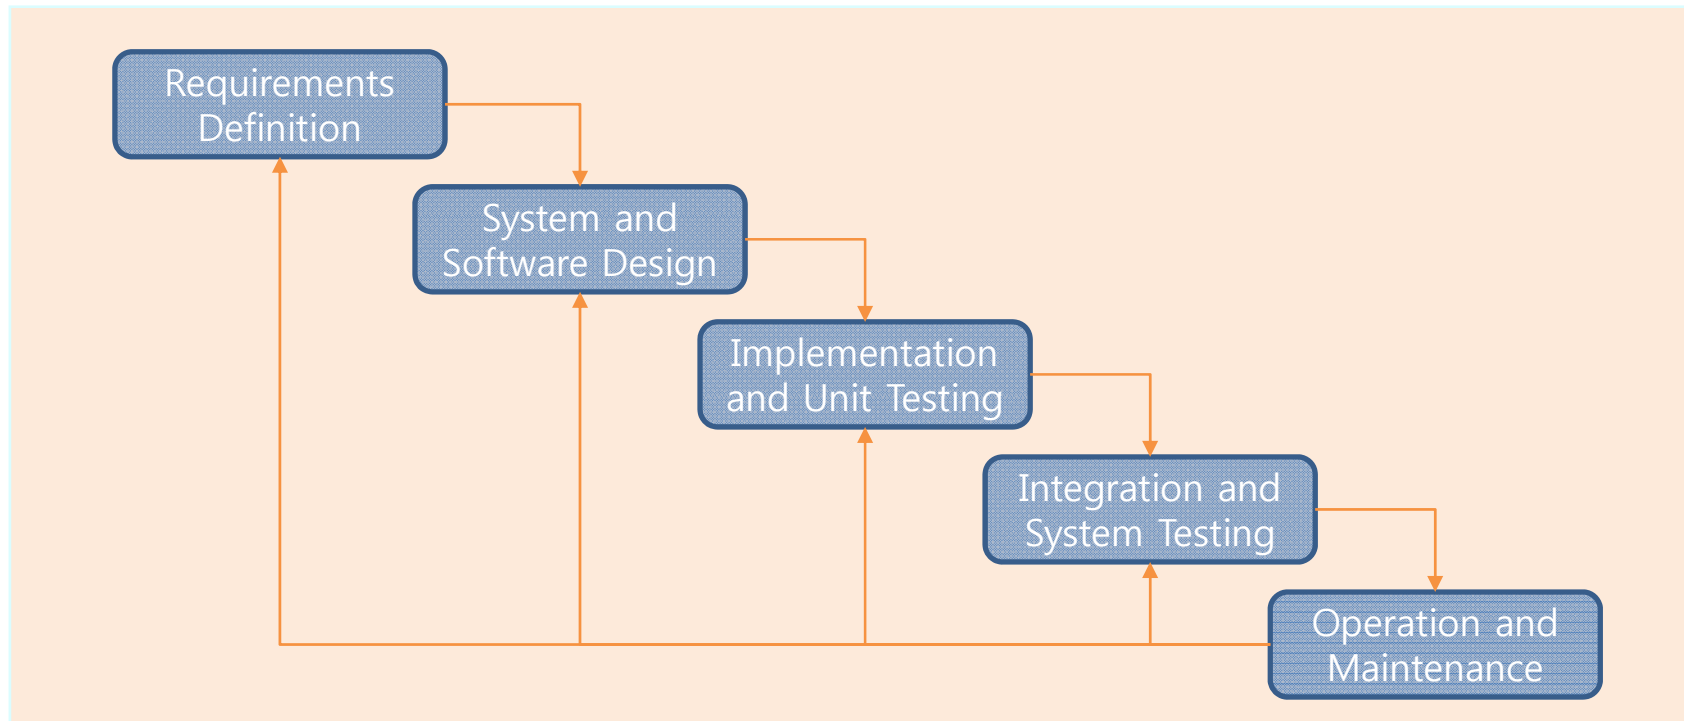 Requirements
Definition
System and
Software Design
Implementation
and Unit Testing
Integration and
System Testing
Operation and
Maintenance